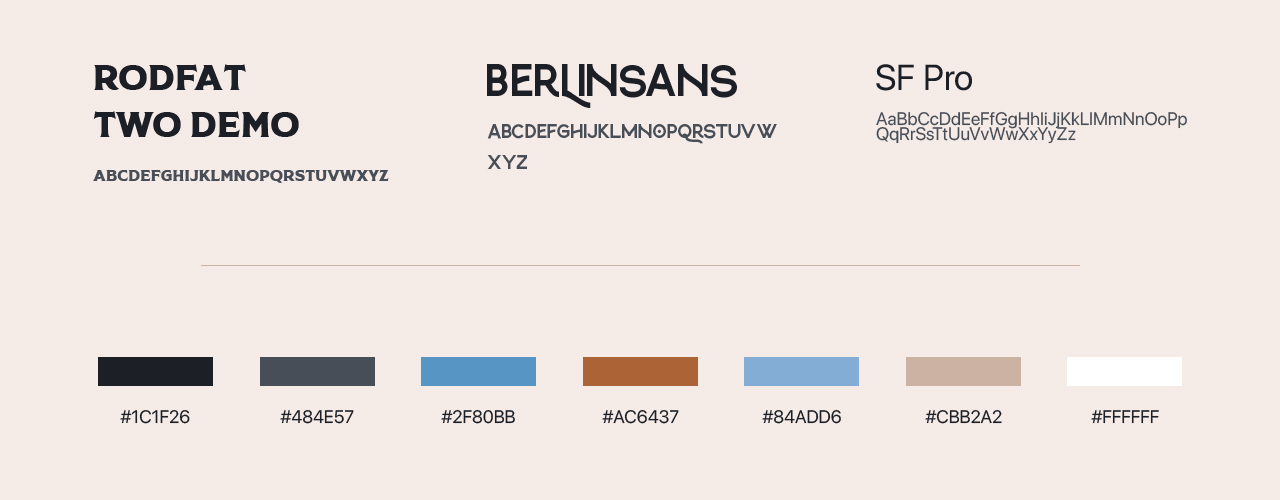 RODFAT
TWO DEMO
ABCDEFGHIJKLMNOPQRSTUVWXYZ
BERLINSANS
ABCDEFGHIJKLMNOPQRSTUVW
XYZ
SF Pro
AaBbCcDdEeFfGgHhIiJjKkLlMmNnOoPp
QqRrSsTtUuVvWwXxYyZz
#1C1F26
#484E57
#2F80BB
#AC6437
#84ADD6
#CBB2A2
#FFFFFF